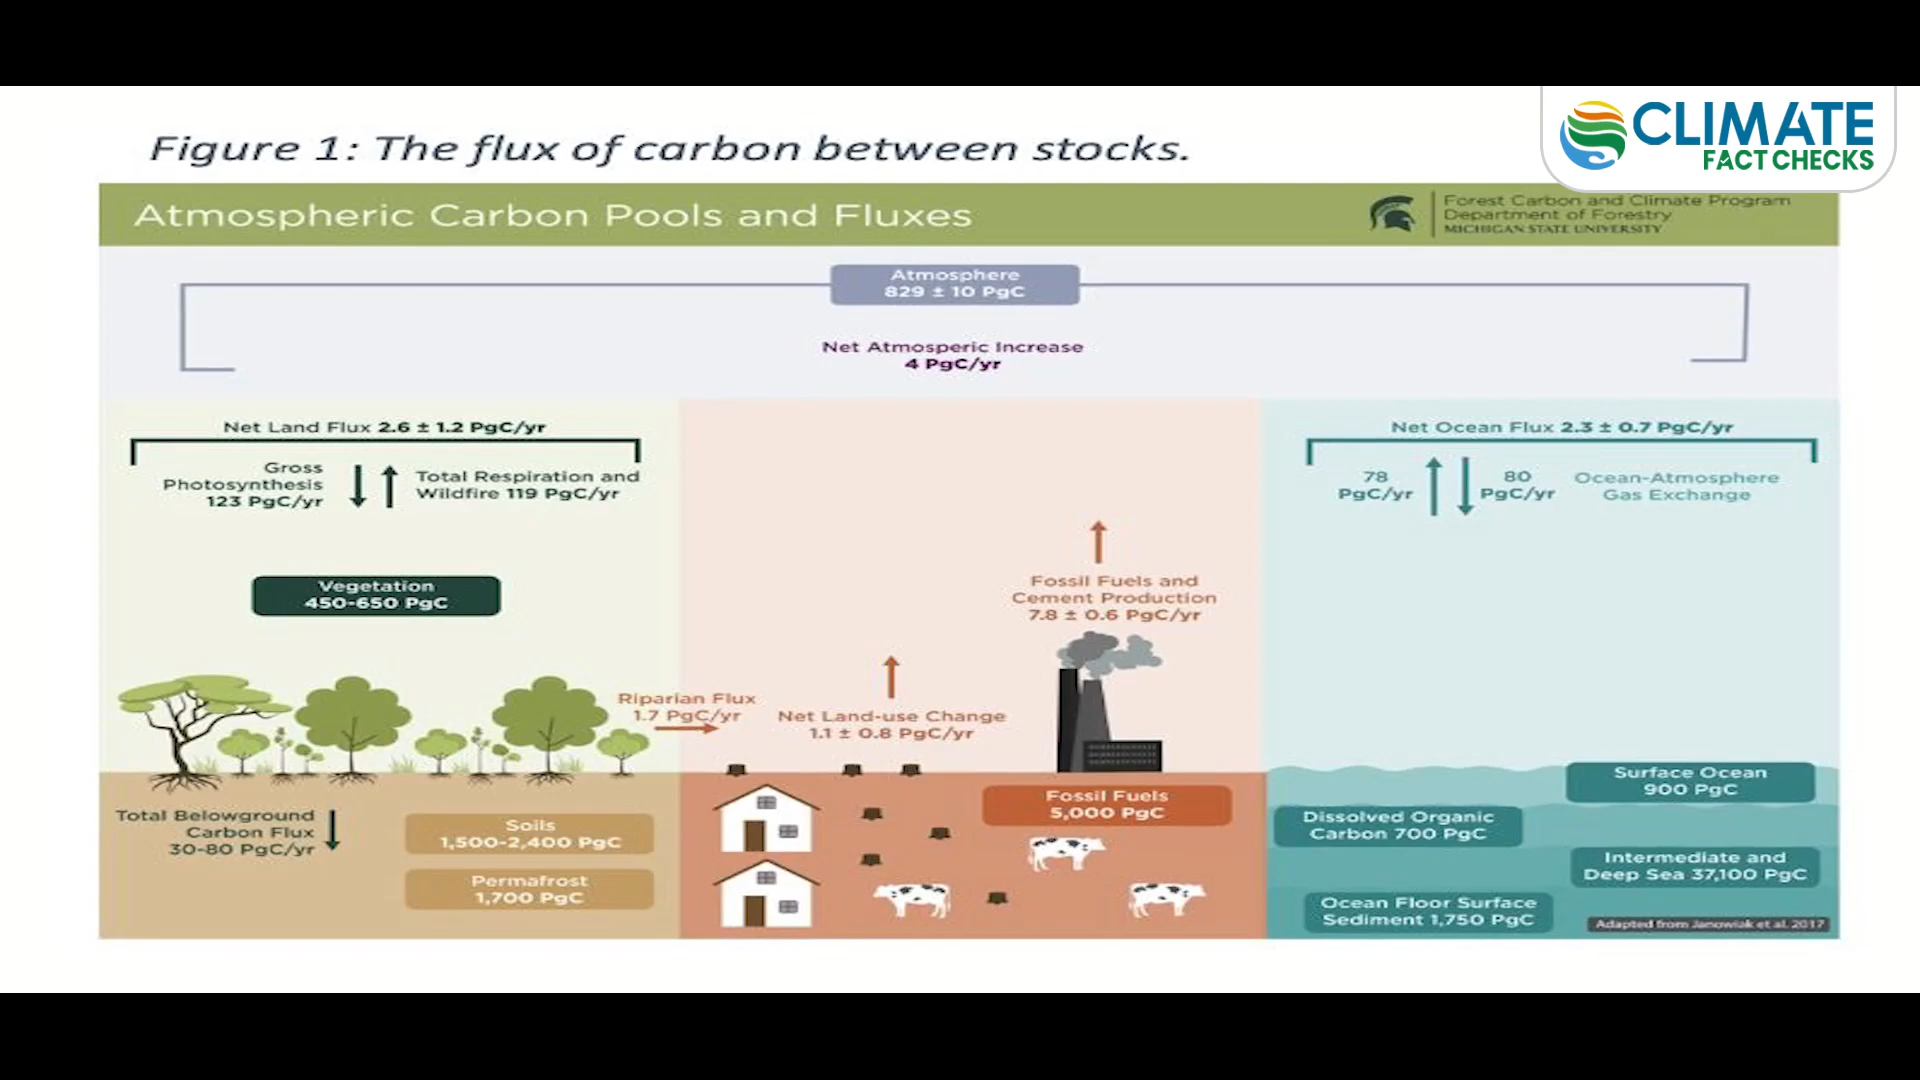 CLIMATE
FACT CHECKS
Figure 1: The flux of carbon between stocks.
Atmospheric Carbon Pools and Fluxes
Forest Carbon and Climate Program
Department of Forestry
MICHIGAN STATE UNIVERSITY
Atmosphere
829 ± 10 PgC
Net Atmosperic Increase
4 PgC/yr
Net Land Flux 2.6 ± 1.2 PgC/yr
Gross
Photosynthesis
123 PgC/yr
Total Respiration and
Wildfire 119 PgC/yr
Vegetation
450-650 PgC
Riparian Flux
1.7 PgC/yr
Net Land-use Change
1.1 ± 0.8 PgC/yr
Fossil Fuels and
Cement Production
7.8 ± 0.6 PgC/yr
Net Ocean Flux 2.3 ± 0.7 PgC/yr
78
PgC/yr
80
PgC/yr
Ocean-Atmosphere
Gas Exchange
Total Belowground
Carbon Flux
30-80 PgC/yr
Soils
1,500-2,400 PgC
Permafrost
1,700 PgC
Fossil Fuels
5,000 PgC
Surface Ocean
900 PgC
Dissolved Organic
Carbon 700 PgC
Intermediate and
Deep Sea 37,100 PgC
Ocean Floor Surface
Sediment 1,750 PgC
Adapted from Janowiak et al. 2017